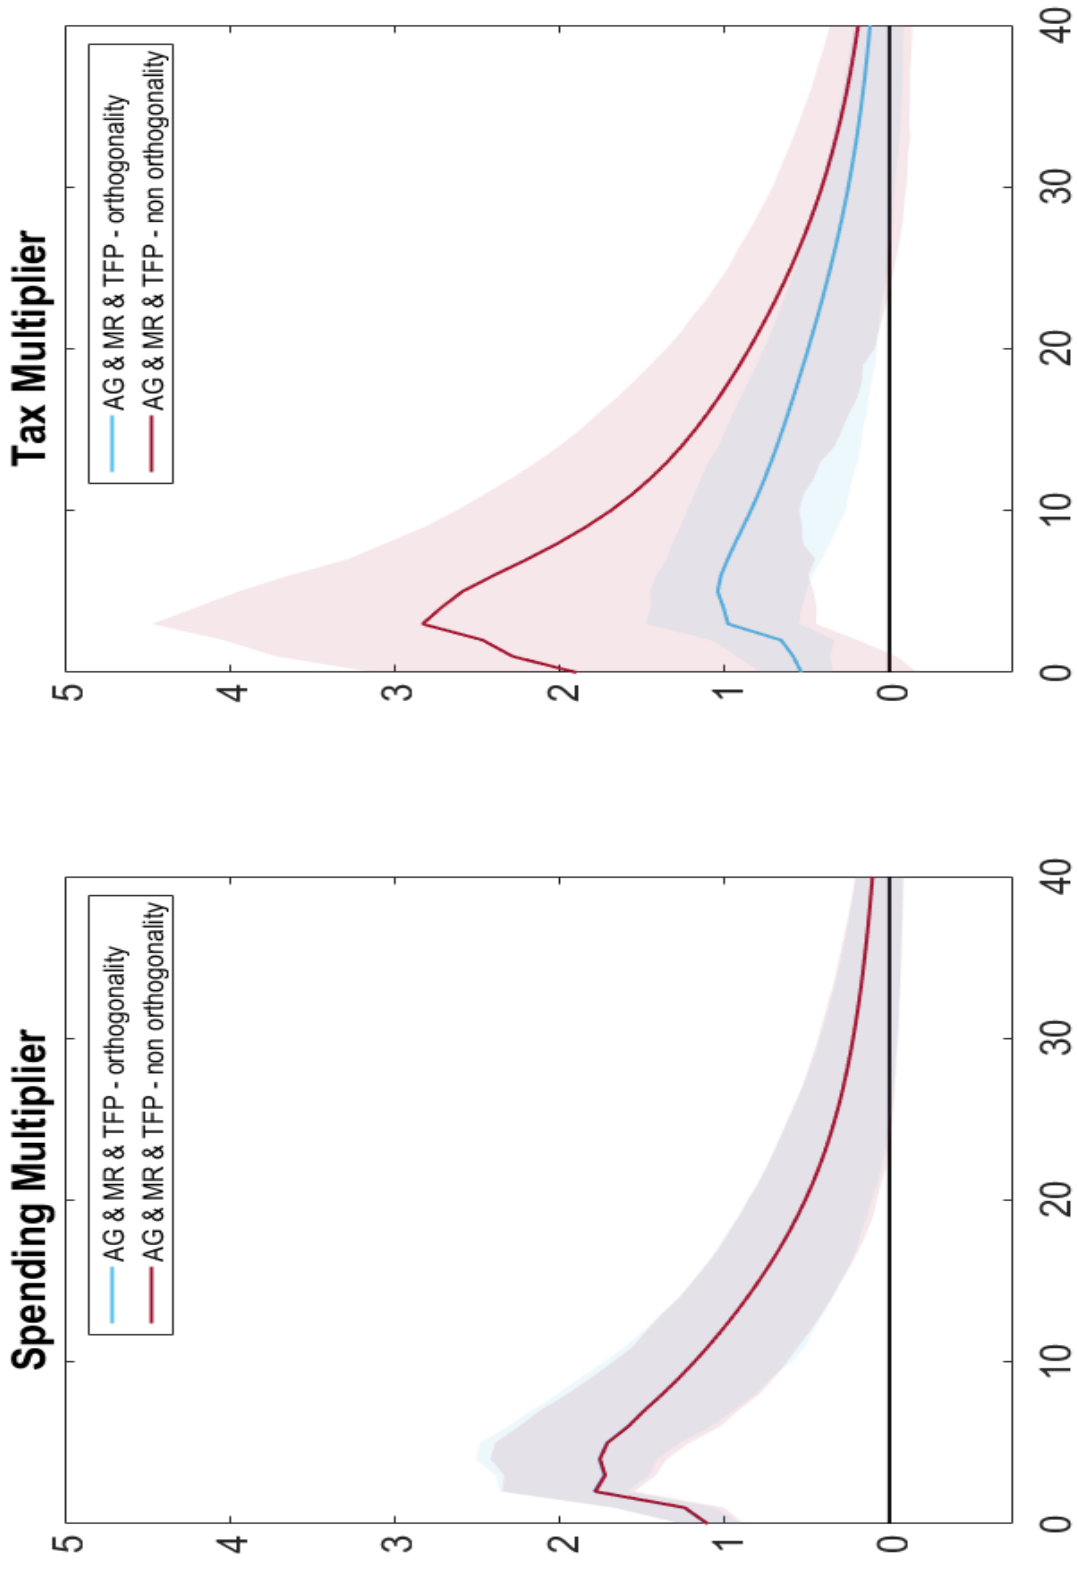 Spending Multiplier
AG & MR & TFP - orthogonality
AG & MR & TFP - non orthogonality
5
4
3
2
1
0
0 10 20 30 40
Tax Multiplier
AG & MR & TFP - orthogonality
AG & MR & TFP - non orthogonality
5
4
3
2
1
0
0 10 20 30 40